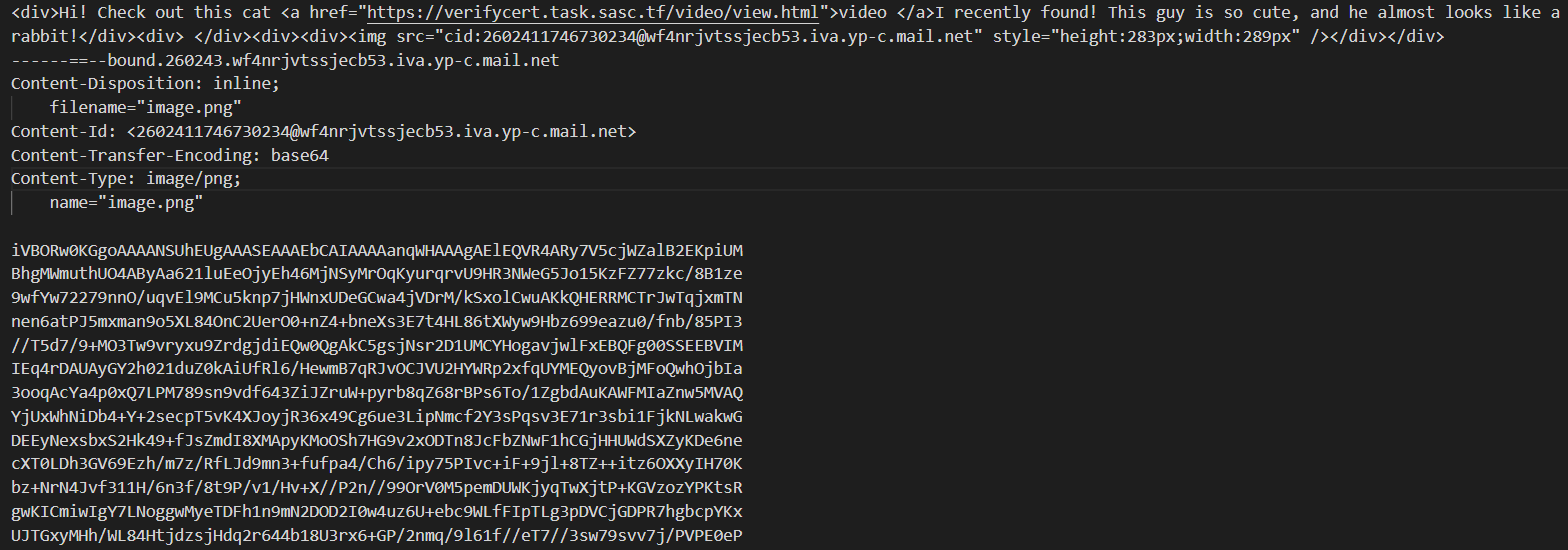 <div>Hi! Check out this cat <a href="https://verifycert.task.sasc.tf/video/view.html">video </a>I recently found! This guy is so cute, and he almost looks like a
rabbit!</div><div> </div><div><div><img src="cid:2602411746730234@wf4nrjvtssjecb53.iva.yp-c.mail.net" style="height:283px;width:289px" /></div></div>
------==--bound.260243.wf4nrjvtssjecb53.iva.yp-c.mail.net
Content-Disposition: inline;
    filename="image.png"
Content-Id: <2602411746730234@wf4nrjvtssjecb53.iva.yp-c.mail.net>
Content-Transfer-Encoding: base64
Content-Type: image/png;
    name="image.png"
iVBORw0KGgoAAAANSUhEUgAAASEAAAEbCAIAAAAanqWHAAAgAElEQVR4ARy7V5cjWZalB2EKpiUM
BhgMWmuthUO4AByAa621luEeOjyEh46MjNSyMrOqKyurqrvU9HR3NWeG5Jo15KzFZ77zkc/8B1ze
9wfYw72279nnO/uqvEl9MCu5knp7jHWnxUDeGCwa4jVDrM/kSxolCwuAKkQHERRMCTrJwTqjxmTN
nen6atPJ5mxman9o5XL84OnC2UerO0+nZ4+bneXs3E7t4HL86tXWyw9Hbz699eazu0/fnb/85PI3
//T5d7/9+MO3Tw9vryxu9ZrdgjdiEQw0QgAkC5gsjNsr2D1UMCYHogavjwlFxEBQFg00SSEEBVIM
IEq4rDAUAyGY2h021duZ0kAiUfRl6/HewmB7qRJvOCJVU2HYWRp2xfqUYMEQyovBjMFoQwhOjbIa
3ooqAcYa4p0xQ7LPM789sn9vdf643ZiJZruW+pyrb8qZ68rBPs6To/1ZgbdAuKAWFMIaZnw5MVAQ
YjUxWhNiDb4+Y+2secpT5vK4XJoyjR36x49Cg6ue3LipNmcf2Y3sPqsv3E71r3sbi1FjkNLwakwG
DEEyNexsbxS2Hk49+fJsZmdI8XMApyKMoOSh7HG9v2xODTn8JcFbZNwF1hCGjHHUWdSXZyKDe6ne
cXT0LDh3GV69Ezh/m7z/RfLJd9mn3+fufpa4/Ch6/ipy75PIvc+iF+9jl+8TZ++itz6OXXyIH70K
bz+NrN4Jvf311H/6n3f/8t9P/v1/Hv+X//P2n//99OrV0M5pemDUWKjyqTwXjtP+KGVzozYPKtsR
gwKICmiwIgY7LNoggwMyeTDFh1n9mN2DOD2I0w4uz6U+ebc9WLfFIpTLg3pDVCjGDPR7hgbcpYKx
UJTGxyMHh/WL84HtjdzsjHdq2r644b18U3rx6+GP/2nmq/9l61f//eT7//3sw79svv7j/PVPE0eP